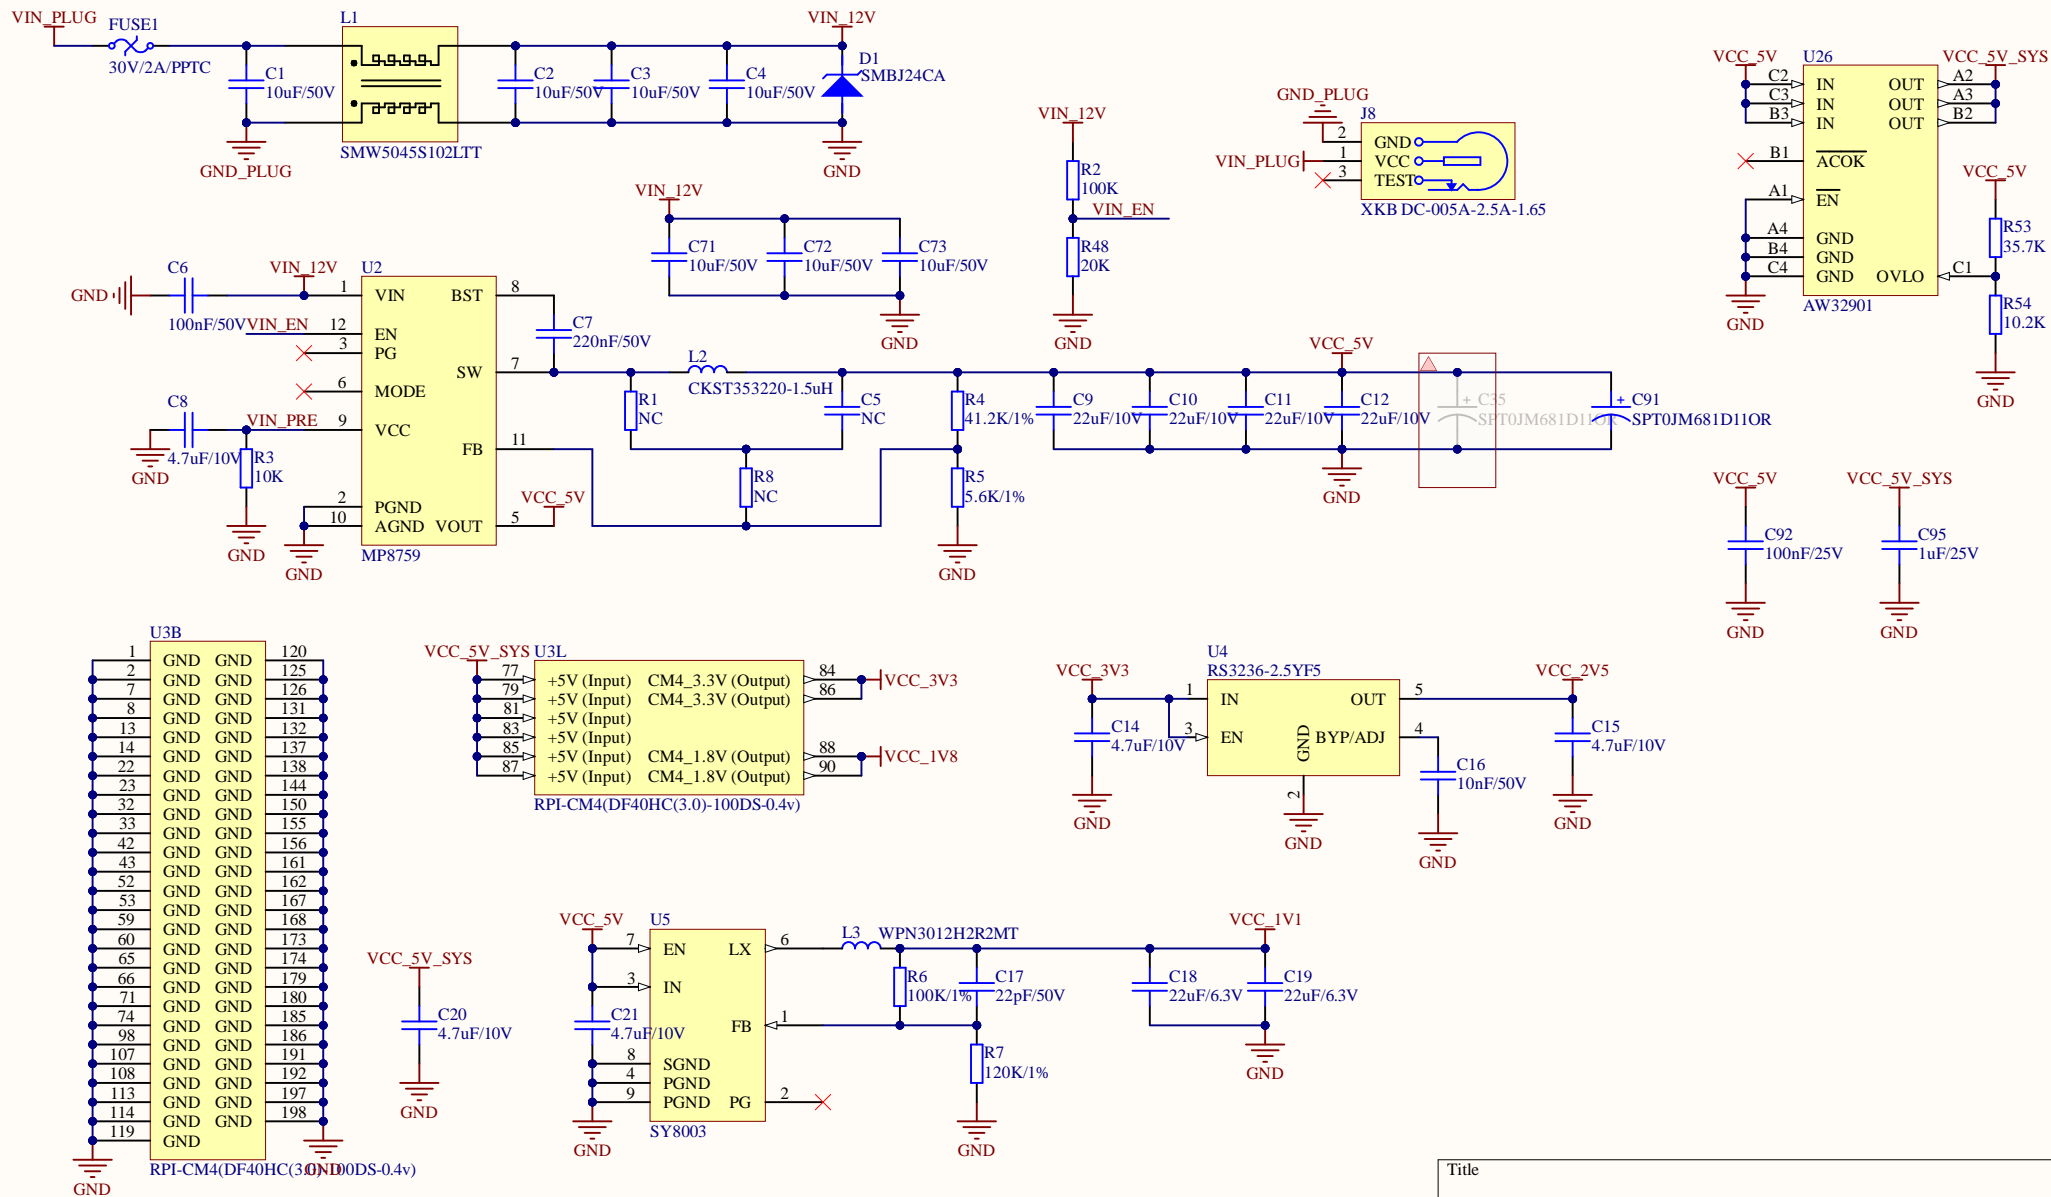 VIN_PLUG
FUSE1
30V/2A/PPTC
C1
10uF/50V
GND_PLUG
L1
SMW5045S102LTT
C2
10uF/50V
C3
10uF/50V
C4
10uF/50V
VIN_12V
D1
SMBJ24CA
GND
VIN_12V
C71
10uF/50V
C72
10uF/50V
C73
10uF/50V
GND
VIN_12V
R2
100K
VIN_EN
R48
20K
GND
GND_PLUG
J8
2 GND
VIN_PLUG 1 VCC
3 TEST
XKB DC-005A-2.5A-1.65
VCC_5V U26 VCC_5V_SYS
C2 IN OUT A2
C3 IN OUT A3
B3 IN OUT B2
B1 ACOK
A1 EN
A4 GND
B4 GND
C4 GND OVLO C1
AW32901
GND
VCC_5V
R53
35.7K
R54
10.2K
GND
C6
GND
100nF/50V
VIN_12V
U2
1 VIN BST 8
VIN_EN 12 EN
3 PG
SW 7
6 MODE
C8
4.7uF/10V
GND
VIN_PRE 9 VCC
FB 11
R3
10K
GND
2 PGND
10 AGND VOUT 5
GND
MP8759
VCC_5V
C7
220nF/50V
L2
CKST353220-1.5uH
R1
NC
C5
NC
R8
NC
R4
41.2K/1%
R5
5.6K/1%
GND
C9
22uF/10V
C10
22uF/10V
C11
22uF/10V
VCC_5V
C12
22uF/10V
GND
+ C35
SPT0JM681D11OR
+ C91
SPT0JM681D11OR
VCC_5V
C92
100nF/25V
GND
VCC_5V_SYS
C95
1uF/25V
GND
U3B
1 GND GND 120
2 GND GND 125
7 GND GND 126
8 GND GND 131
13 GND GND 132
14 GND GND 137
22 GND GND 138
23 GND GND 144
32 GND GND 150
33 GND GND 155
42 GND GND 156
43 GND GND 161
52 GND GND 162
53 GND GND 167
59 GND GND 168
60 GND GND 173
65 GND GND 174
66 GND GND 179
71 GND GND 180
74 GND GND 185
98 GND GND 186
107 GND GND 191
108 GND GND 192
113 GND GND 197
114 GND GND 198
119 GND
RPI-CM4(DF40HC(3.0)-100DS-0.4v)
GND
GND
VCC_5V_SYS U3L
77 +5V (Input) CM4_3.3V (Output) 84 VCC_3V3
79 +5V (Input) CM4_3.3V (Output) 86
81 +5V (Input)
83 +5V (Input)
85 +5V (Input) CM4_1.8V (Output) 88 VCC_1V8
87 +5V (Input) CM4_1.8V (Output) 90
RPI-CM4(DF40HC(3.0)-100DS-0.4v)
VCC_3V3
C14
4.7uF/10V
GND
U4
RS3236-2.5YF5
1 IN OUT 5
3 EN BYP/ADJ 4
GND
2
GND
C16
10nF/50V
GND
VCC_2V5
C15
4.7uF/10V
GND
VCC_5V_SYS
C20
4.7uF/10V
GND
VCC_5V U5
7 EN LX 6
3 IN
C21
4.7uF/10V
FB 1
8 SGND
4 PGND
9 PGND PG 2
GND
SY8003
L3 WPN3012H2R2MT
R6
100K/1%
C17
22pF/50V
R7
120K/1%
GND
C18
22uF/6.3V
VCC_1V1
C19
22uF/6.3V
GND
Title